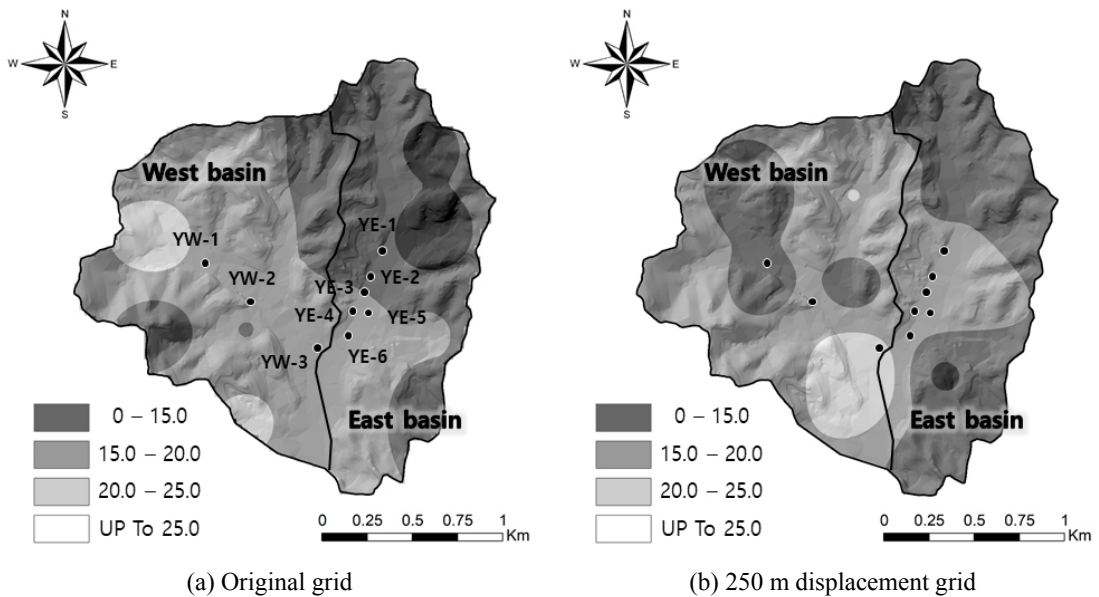 N
W E
S
West basin
YE-1
YW-1
YE-2
YW-2
YE-3
YE-4
YE-5
YW-3
YE-6
East basin
0 – 15.0
15.0 – 20.0
20.0 – 25.0
UP To 25.0
0 0.25 0.5 0.75 1
Km
(a) Original grid
N
W E
S
West basin
East basin
0 – 15.0
15.0 – 20.0
20.0 – 25.0
UP To 25.0
0 0.25 0.5 0.75 1
Km
(b) 250 m displacement grid